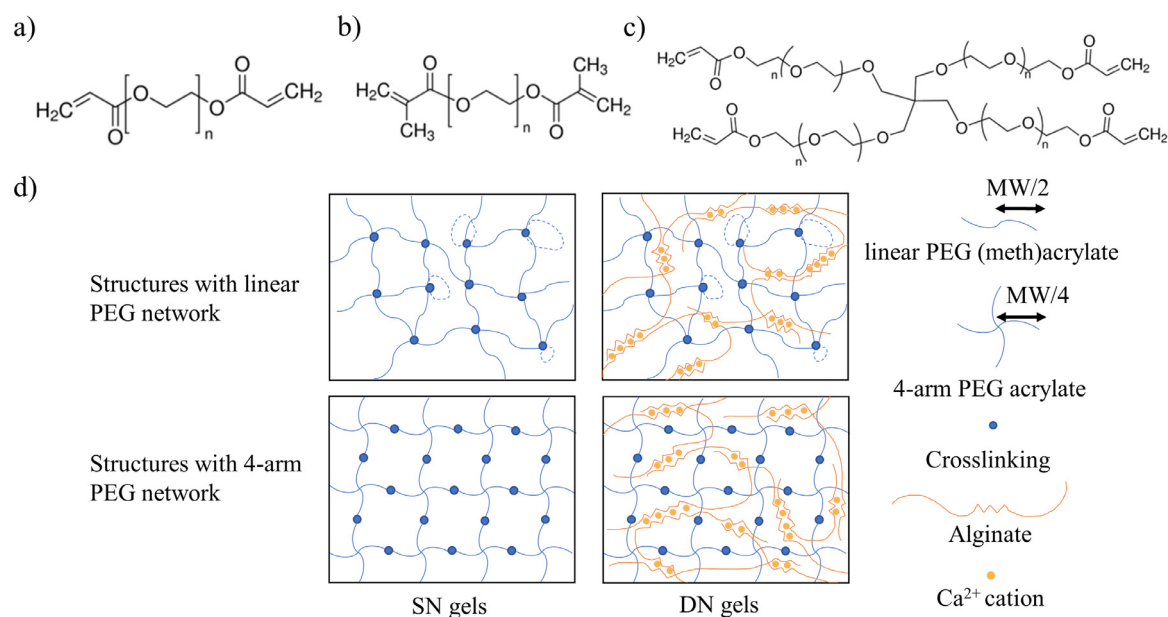 a)
b)
c)
H₂C
O
O
n
O
O
CH₂
H₂C
CH₃
O
O
n
O
O
CH₃
CH₂
H₂C
O
O
n
O
O
O
O
n
O
O
CH₂
H₂C
O
O
n
O
O
O
O
n
O
O
CH₂
d)
Structures with linear
PEG network
Structures with 4-arm
PEG network
SN gels
DN gels
MW/2
linear PEG (meth)acrylate
MW/4
4-arm PEG acrylate
Crosslinking
Alginate
Ca²⁺ cation